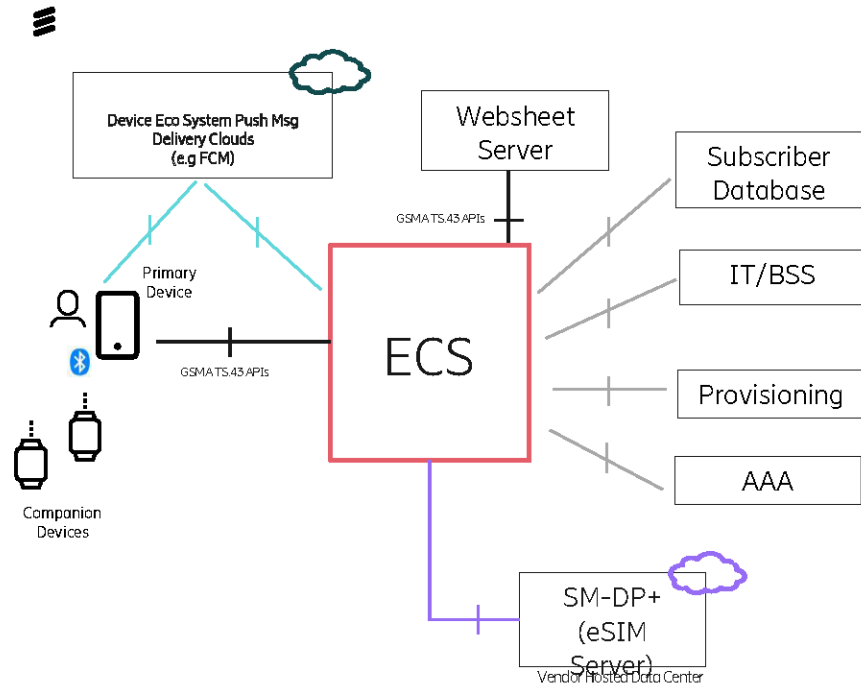 Device Eco System Push Msg
Delivery Clouds
(e.g FCM)
Websheet
Server
Subscriber
Database
GSMA TS.43 APIs
Primary
Device
IT/BSS
ECS
GSMA TS.43 APIs
Provisioning
AAA
Companion
Devices
SM-DP+
(eSIM
Server)
Vendor Hosted Data Center